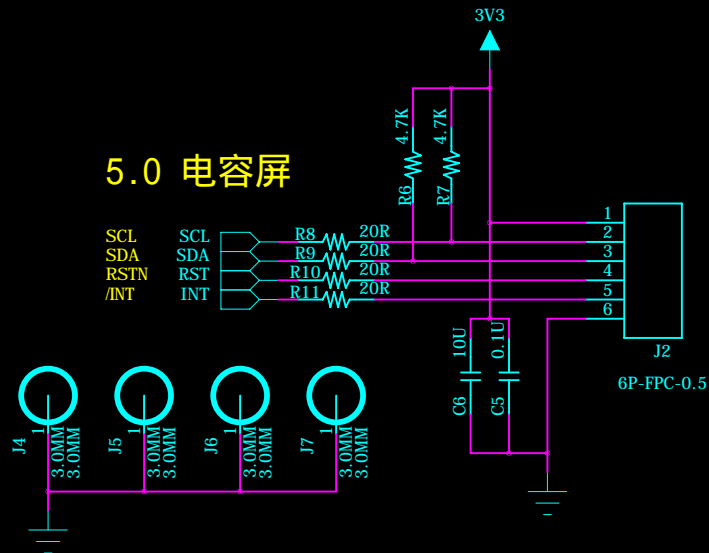 3V3
4.7K
4.7K
R6
R7
5.0 电容屏
SCL SCL R8 20R
SDA SDA R9 20R
RSTN RST R10 20R
/INT INT R11 20R
1
2
3
4
5
6
J2
6P-FPC-0.5
10U
0.1U
C6
C5
J4 1 3.0MM 3.0MM
J5 1 3.0MM 3.0MM
J6 1 3.0MM 3.0MM
J7 1 3.0MM 3.0MM